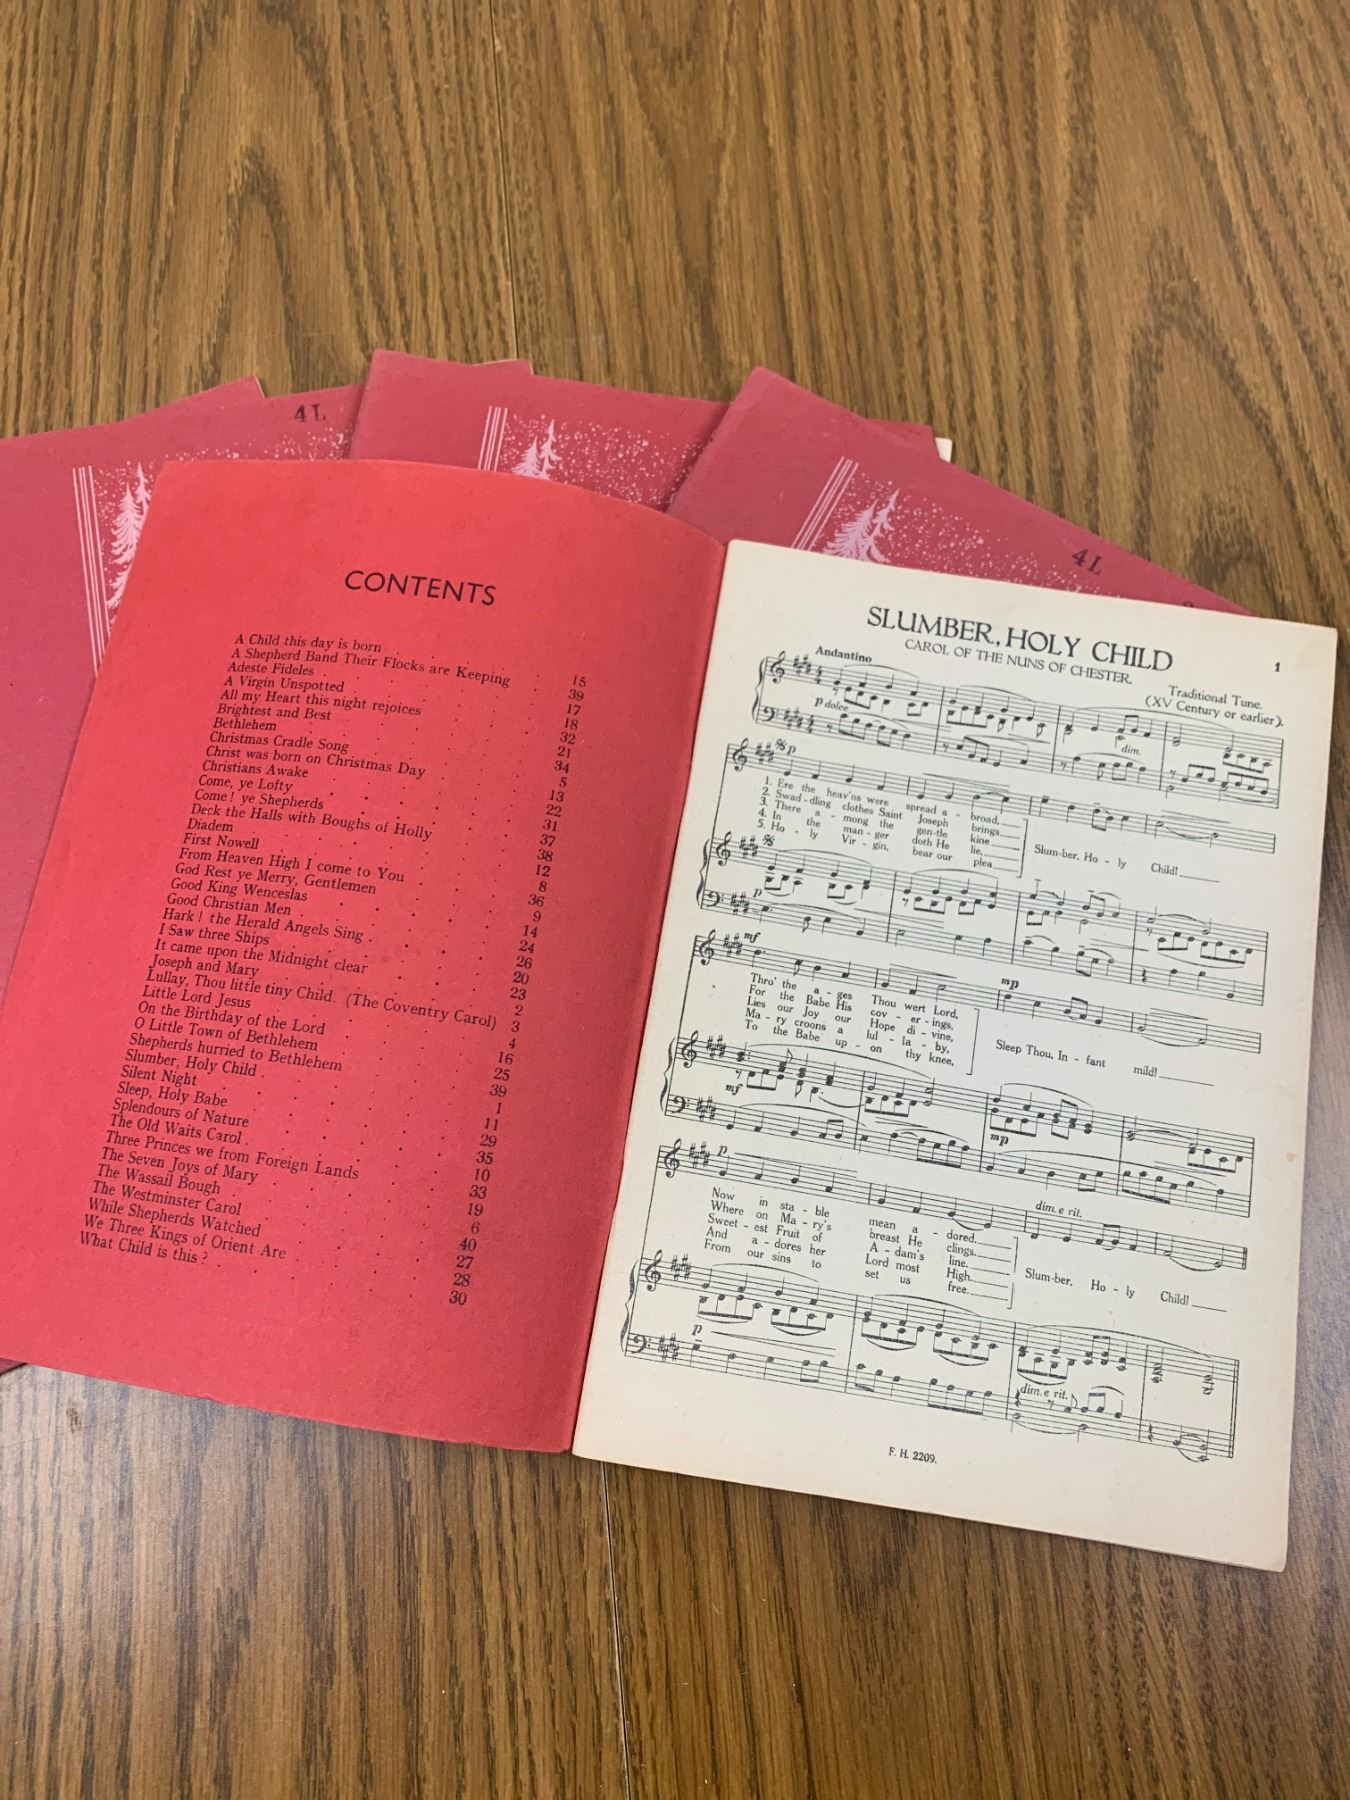 4 L
4 L
CONTENTS
A Child this day is born 15
A Shepherd Band Their Flocks are Keeping 39
Adeste Fideles 17
A Virgin Unspotted 18
All my Heart this night rejoices 32
Brightest and Best 21
Bethlehem 34
Christmas Cradle Song 5
Christ was born on Christmas Day 13
Christians Awake 22
Come, ye Lofty 31
Come! ye Shepherds 37
Deck the Halls with Boughs of Holly 38
Diadem 12
First Nowell 8
From Heaven High I come to You 36
God Rest ye Merry, Gentlemen 9
Good King Wenceslas 14
Good Christian Men 24
Hark! the Herald Angels Sing 26
I Saw three Ships 20
It came upon the Midnight clear 23
Joseph and Mary 2
Lullay, Thou little tiny Child. (The Coventry Carol) 3
Little Lord Jesus 4
On the Birthday of the Lord 16
O Little Town of Bethlehem 25
Shepherds hurried to Bethlehem 39
Slumber, Holy Child 1
Silent Night 11
Sleep, Holy Babe 29
Splendours of Nature 35
The Old Waits Carol 10
Three Princes we from Foreign Lands 33
The Seven Joys of Mary 19
The Wassail Bough 6
The Westminster Carol 40
While Shepherds Watched 27
We Three Kings of Orient Are 28
What Child is this? 30
SLUMBER, HOLY CHILD 1
CAROL OF THE NUNS OF CHESTER.
Andantino
Traditional Tune.
(XV Century or earlier).
p dolce
dim.
p
1. Ere the heav'ns were spread a - broad,
2. Swad - dling clothes Saint Joseph brings
3. There a - mong the gen-tle kine
4. In the man - ger doth He lie,
5. Ho - ly Vir - gin, bear our plea
Slum-ber, Ho - ly Child!
p
mf
mp
Thro' the a - ges Thou wert Lord,
For the Babe His cov - er - ings,
Lies our Joy our Hope di - vine,
Ma - ry croons a lul - la - by,
To the Babe up - on thy knee,
Sleep Thou, In - fant mild!
mf
mp
p
dim. e rit.
Now in sta - ble mean a - dored.
Where on Ma - ry's breast He clings.
Sweet - est Fruit of A - dam's line.
And a - dores her Lord most High.
From our sins to set us free.
Slum-ber, Ho - ly Child!
p
dim. e rit.
F. H. 2209.